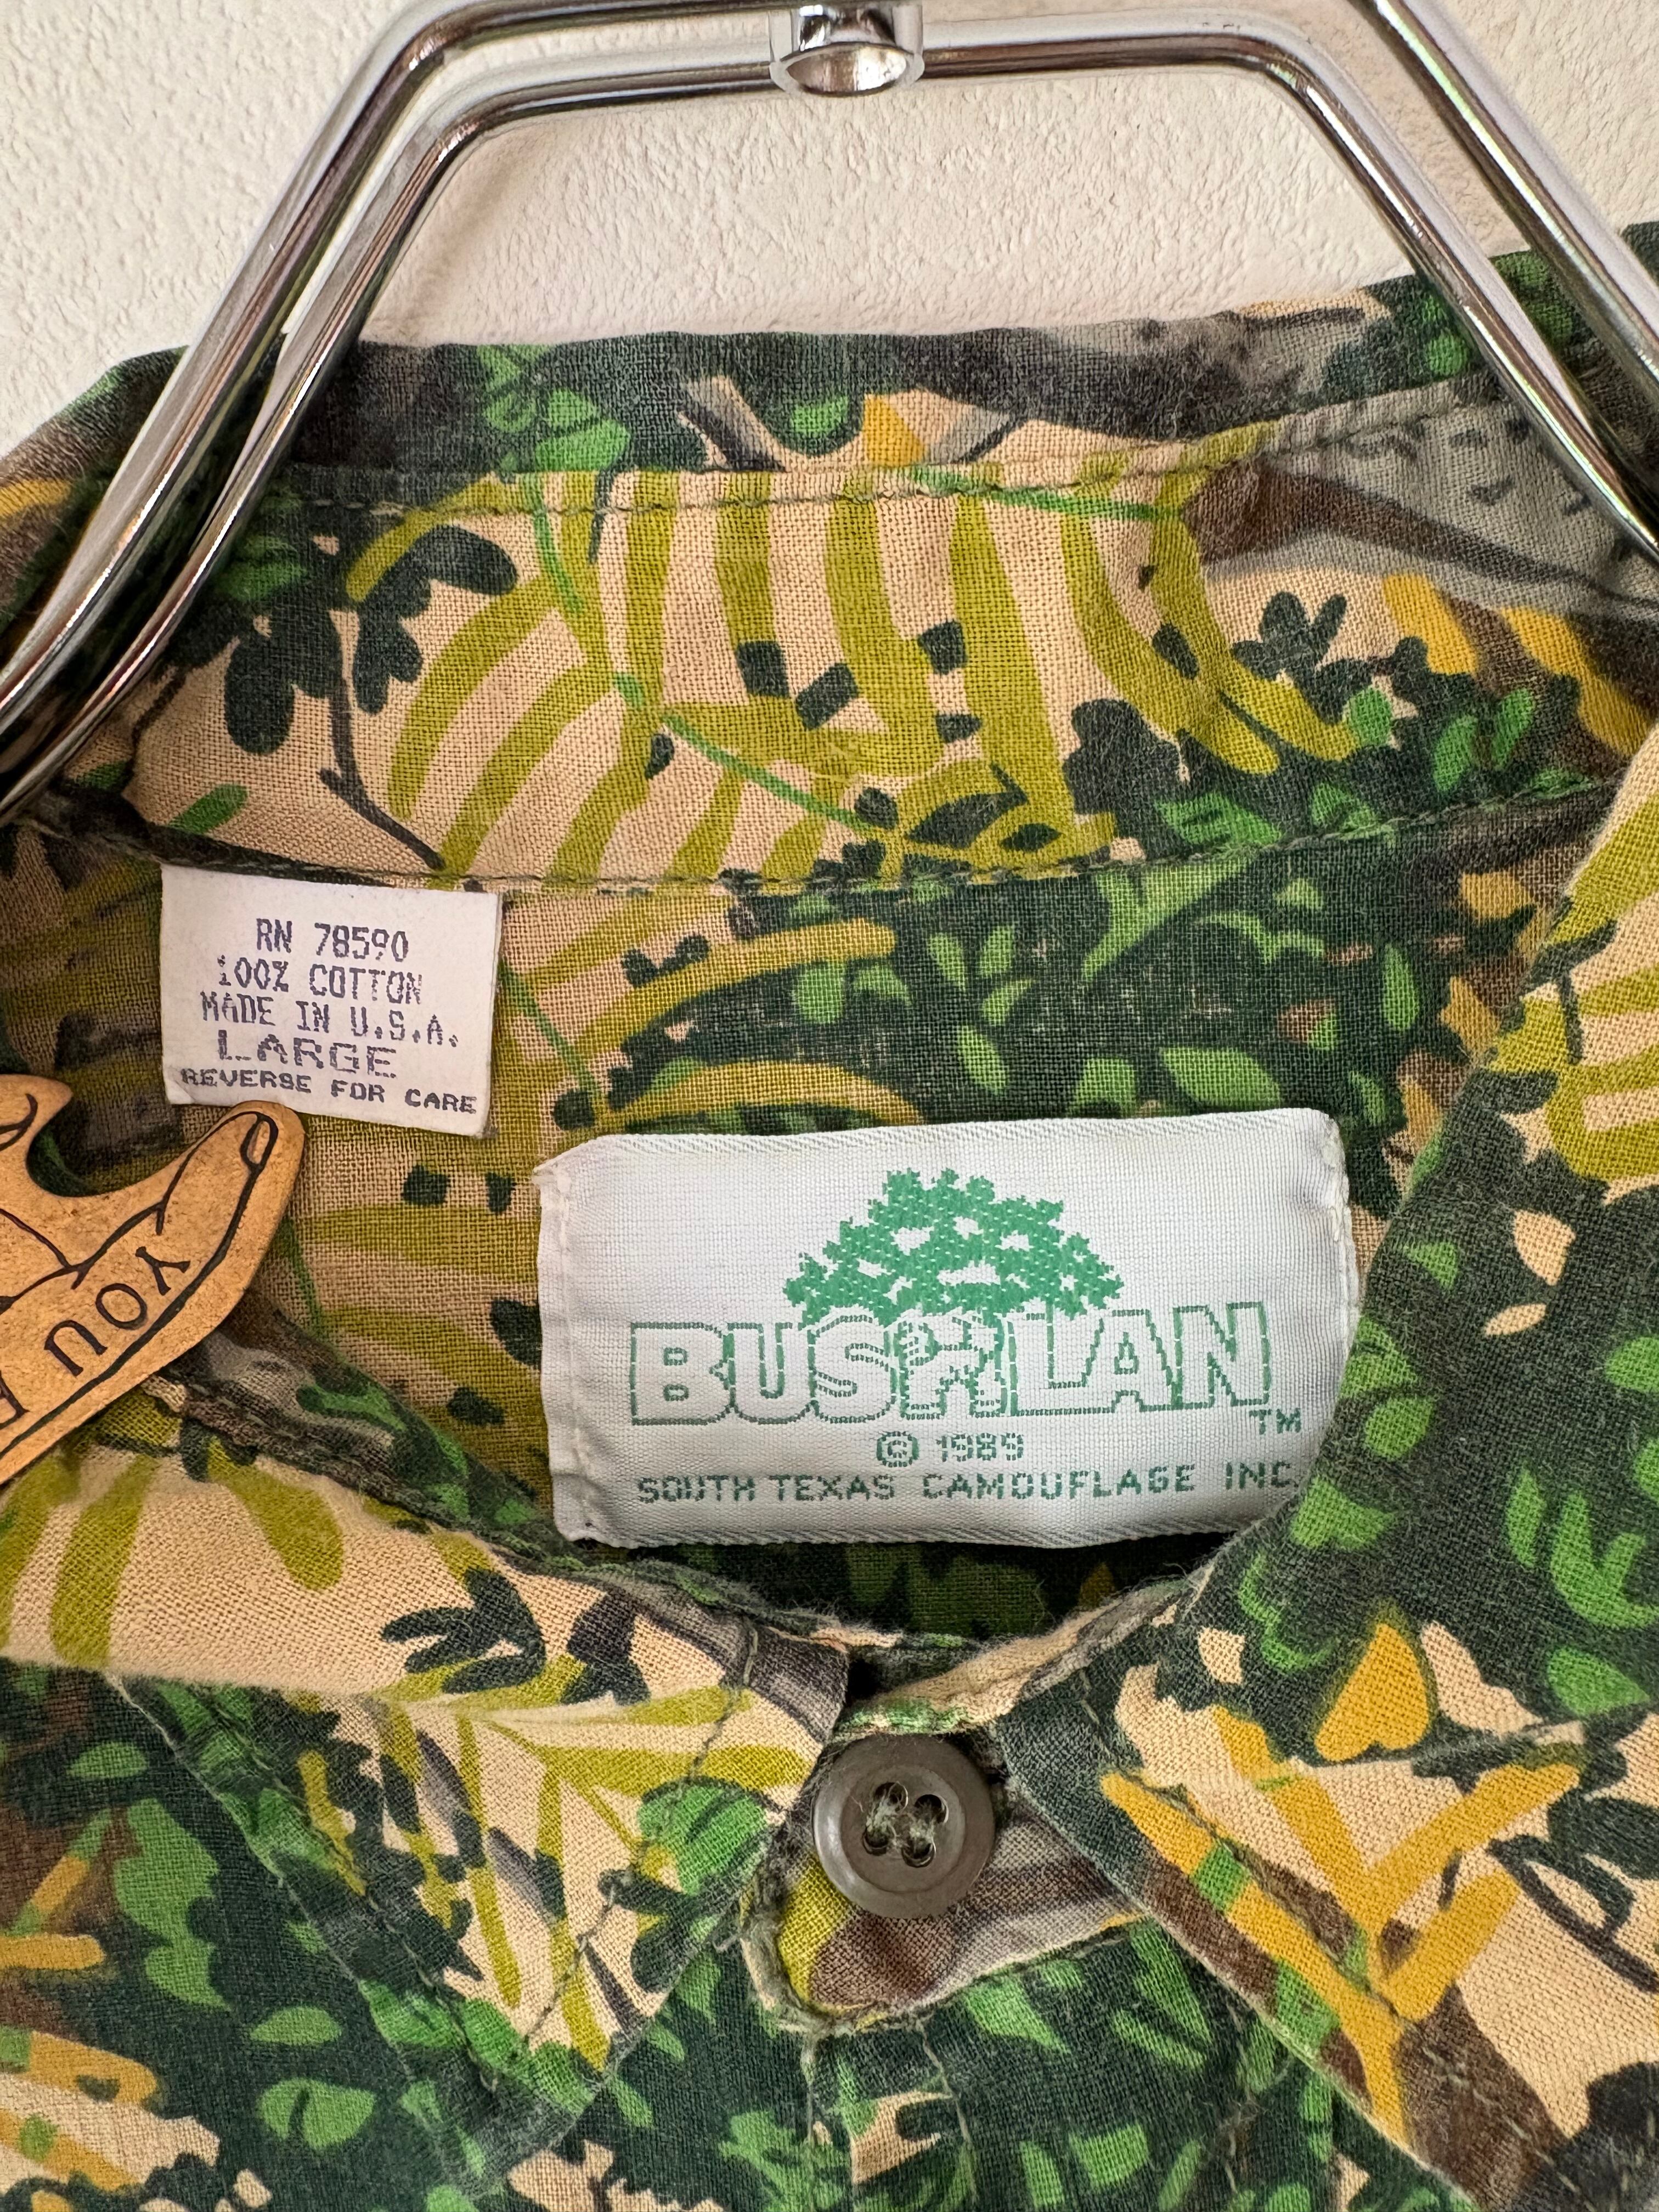 RN 78590
100% COTTON
MADE IN U.S.A.
LARGE
REVERSE FOR CARE
YOU
BUSHLAN
TM
© 1989
SOUTH TEXAS CAMOUFLAGE INC.